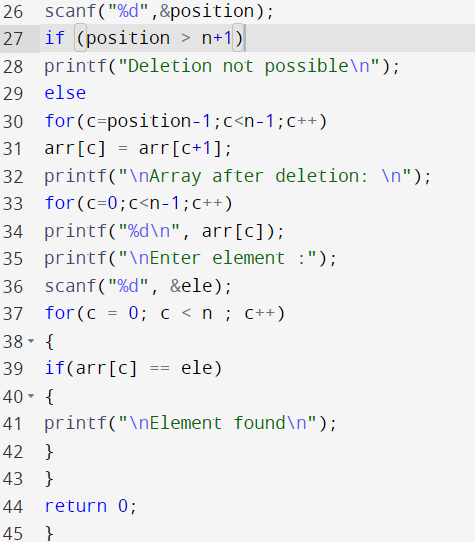 26 scanf("%d",&position);
27 if (position > n+1)
28 printf("Deletion not possible\n");
29 else
30 for(c=position-1;c<n-1;c++)
31 arr[c] = arr[c+1];
32 printf("\nArray after deletion: \n");
33 for(c=0;c<n-1;c++)
34 printf("%d\n", arr[c]);
35 printf("\nEnter element :");
36 scanf("%d", &ele);
37 for(c = 0; c < n ; c++)
38 {
39 if(arr[c] == ele)
40 {
41 printf("\nElement found\n");
42 }
43 }
44 return 0;
45 }